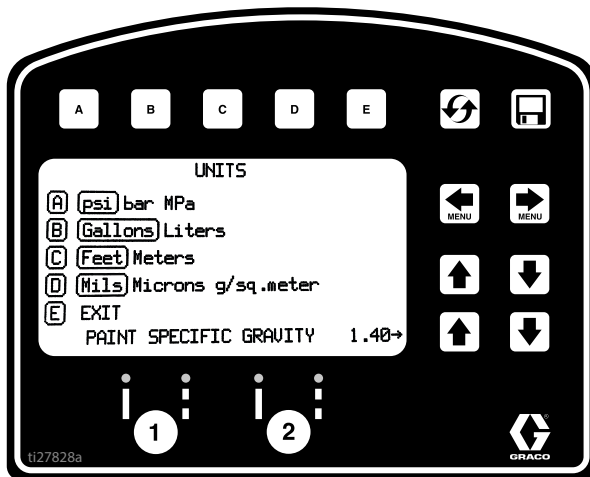 A B C D E
UNITS
A psi bar MPa
B Gallons Liters
C Feet Meters
D Mils Microns g/sq.meter
E EXIT
PAINT SPECIFIC GRAVITY 1.40→
MENU MENU
1 2
ti27828a
GRACO